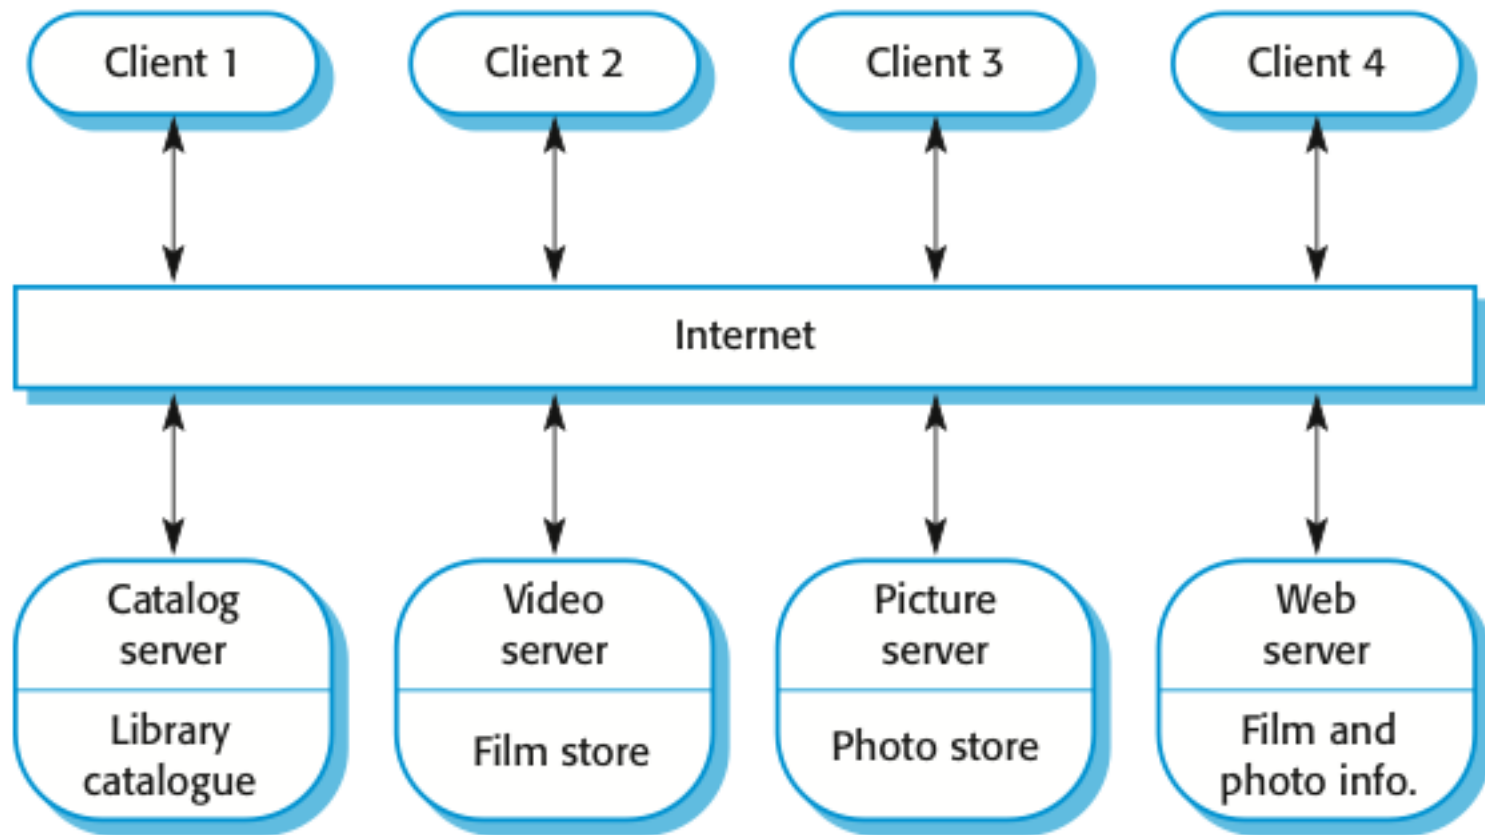 Client 1
Client 2
Client 3
Client 4
Internet
Catalog
server
Library
catalogue
Video
server
Film store
Picture
server
Photo store
Web
server
Film and
photo info.